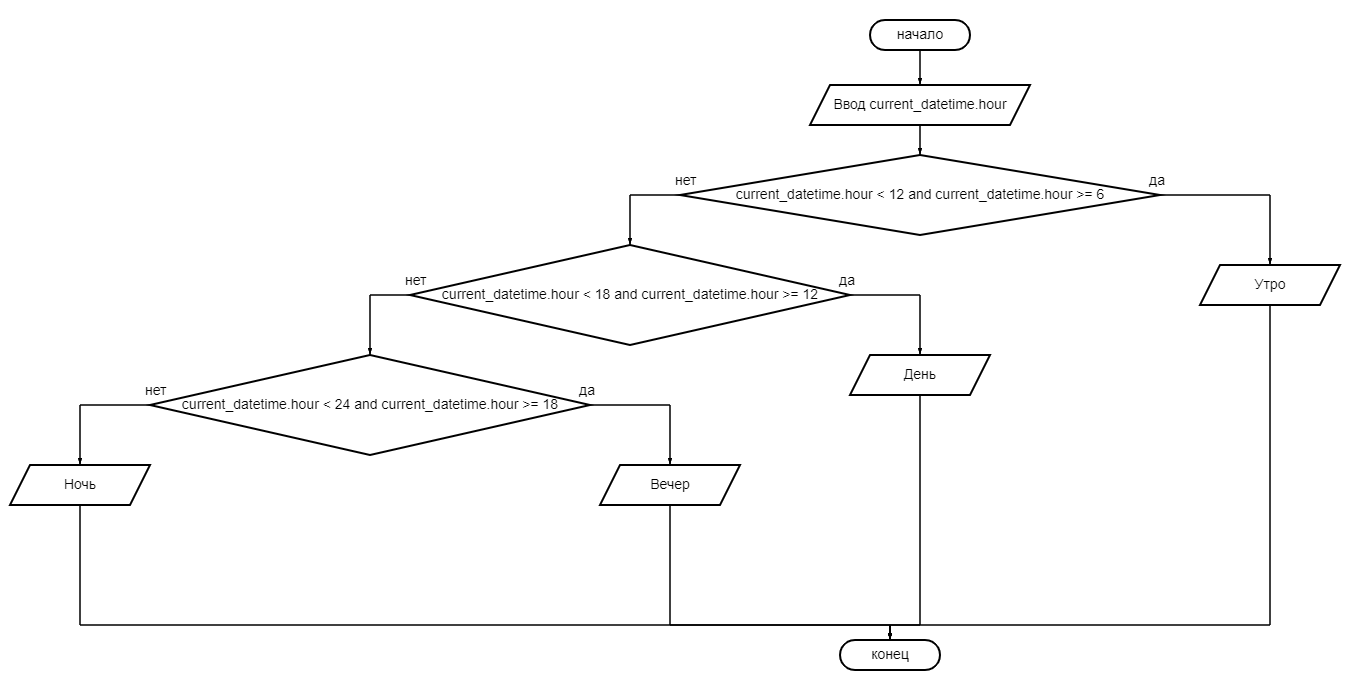 начало
Ввод current_datetime.hour
нет
да
current_datetime.hour < 12 and current_datetime.hour >= 6
нет
да
current_datetime.hour < 18 and current_datetime.hour >= 12
Утро
День
нет
да
current_datetime.hour < 24 and current_datetime.hour >= 18
Ночь
Вечер
конец